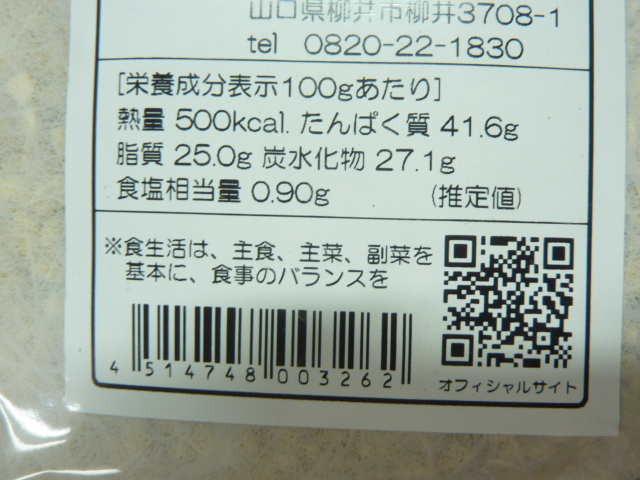 山口県柳井市柳井3708-1
tel 0820-22-1830
[栄養成分表示100gあたり]
熱量 500kcal. たんぱく質 41.6g
脂質 25.0g 炭水化物 27.1g
食塩相当量 0.90g (推定値)
※食生活は、主食、主菜、副菜を
基本に、食事のバランスを
4 514748 003262
オフィシャルサイト